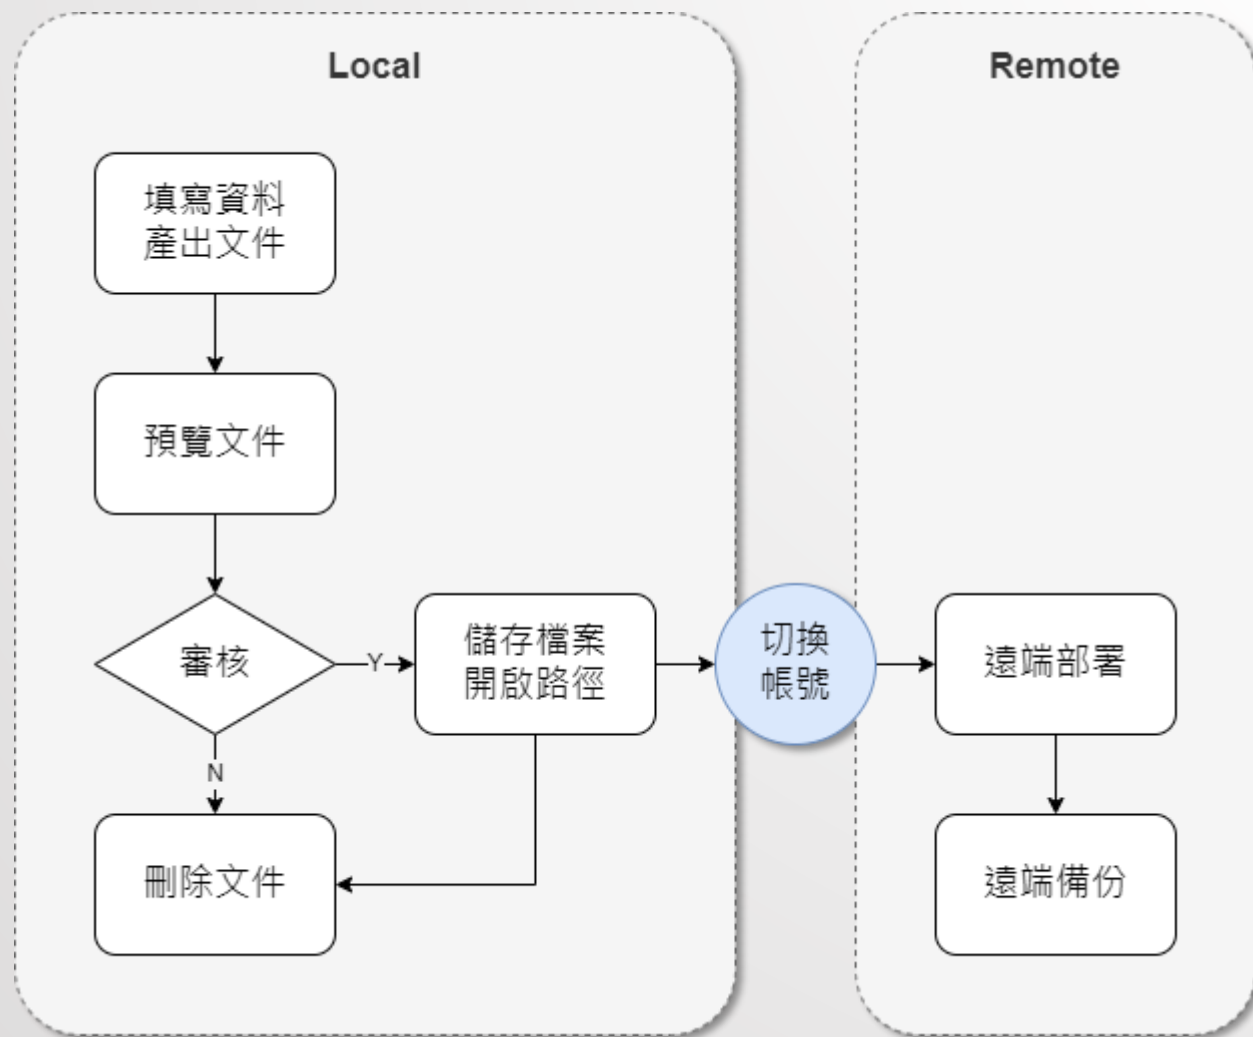 Local
填寫資料
產出文件
預覽文件
審核
Y
儲存檔案
開啟路徑
N
刪除文件
切換
帳號
Remote
遠端部署
遠端備份